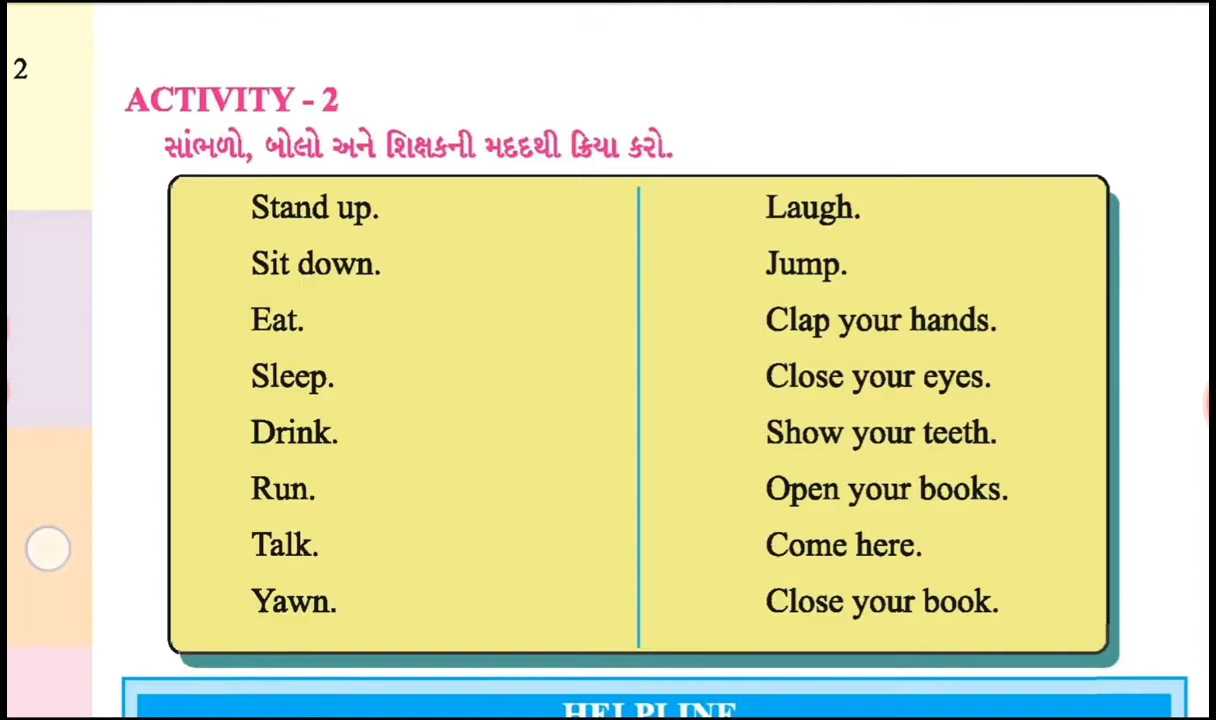 2
ACTIVITY - 2
સાંભળો, બોલો અને શિક્ષકની મદદથી ક્રિયા કરો.
Stand up.
Sit down.
Eat.
Sleep.
Drink.
Run.
Talk.
Yawn.
Laugh.
Jump.
Clap your hands.
Close your eyes.
Show your teeth.
Open your books.
Come here.
Close your book.
HELPLINE